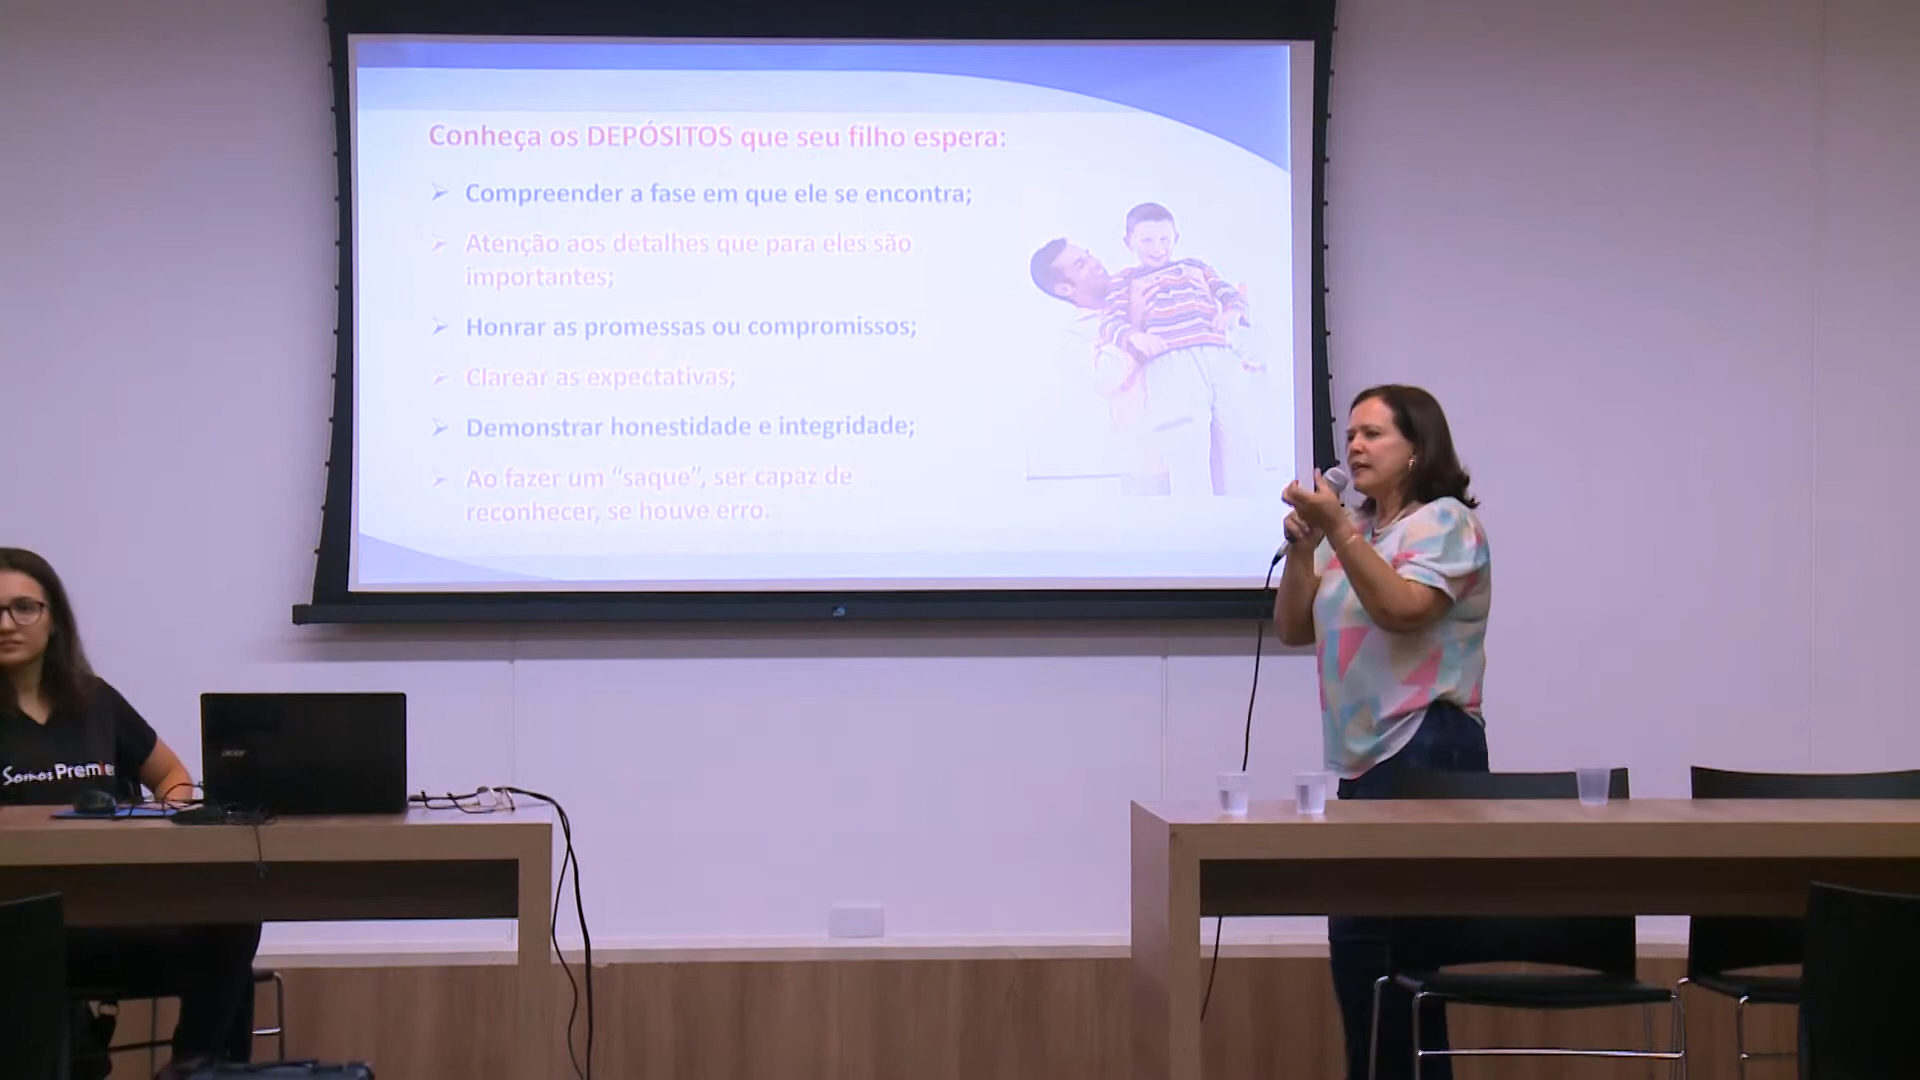 Conheça os DEPÓSITOS que seu filho espera:
Compreender a fase em que ele se encontra;
Atenção aos detalhes que para eles são
importantes;
Honrar as promessas ou compromissos;
Clarear as expectativas;
Demonstrar honestidade e integridade;
Ao fazer um “saque”, ser capaz de
reconhecer, se houve erro.
Somos Premier
acer